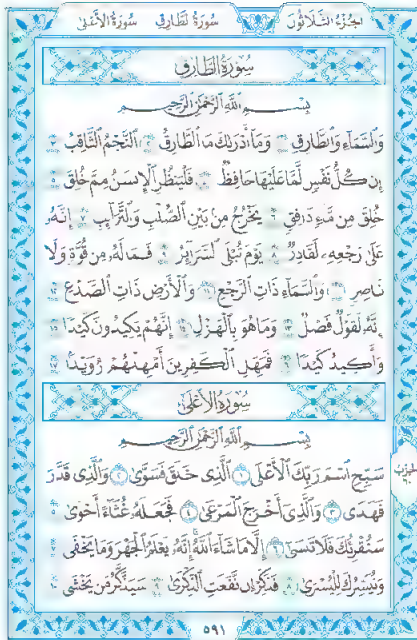 الجزء الثلاثون سورة الطارق سورة الأعلى
سورة الطارق
بسم الله الرحمن الرحيم
والسماء والطارق ١ وما أدراك ما الطارق ٢ النجم الثاقب ٣
إن كل نفس لما عليها حافظ ٤ فلينظر الإنسن مم خلق ٥
خلق من ماء دافق ٦ يخرج من بين الصلب والترائب ٧ إنه
على رجعه لقادر ٨ يوم تبلى السرائر ٩ فما له من قوة ولا
ناصر ١٠ والسماء ذات الرجع ١١ والأرض ذات الصدع ١٢
إنه لقول فصل ١٣ وما هو بالهزل ١٤ إنهم يكيدون كيدا ١٥
وأكيد كيدا ١٦ فمهل الكفرين أمهلهم رويدا ١٧
سورة الأعلى
بسم الله الرحمن الرحيم
سبح اسم ربك الأعلى ١ الذى خلق فسوى ٢ والذى قدر
فهدى ٣ والذى أخرج المرعى ٤ فجعله غثاء أحوى ٥
سنقرئك فلا تنسى ٦ إلا ما شاء الله إنه يعلم الجهر وما يخفى ٧
ونيسرك لليسرى ٨ فذكر إن نفعت الذكرى ٩ سيذكر من يخشى ١٠
٥٩١